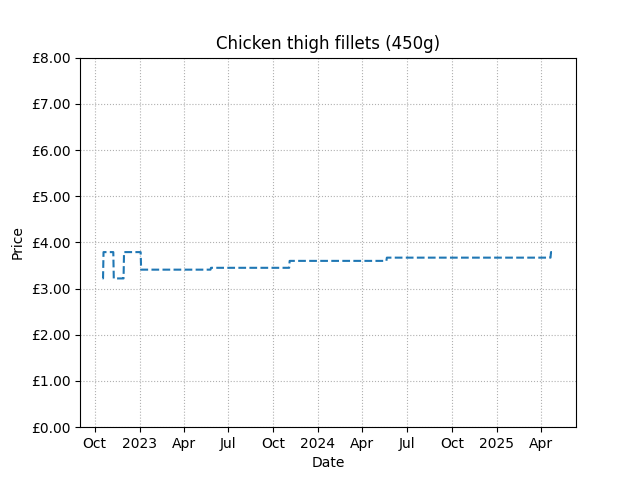 Chicken thigh fillets (450g)
£8.00
£7.00
£6.00
£5.00
£4.00
£3.00
£2.00
£1.00
£0.00
Price
Oct 2023 Apr Jul Oct 2024 Apr Jul Oct 2025 Apr
Date